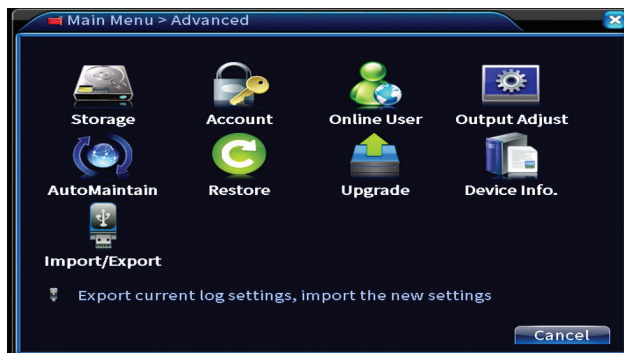 Main Menu > Advanced
Storage Account Online User Output Adjust
AutoMaintain Restore Upgrade Device Info.
Import/Export
Export current log settings, import the new settings
Cancel